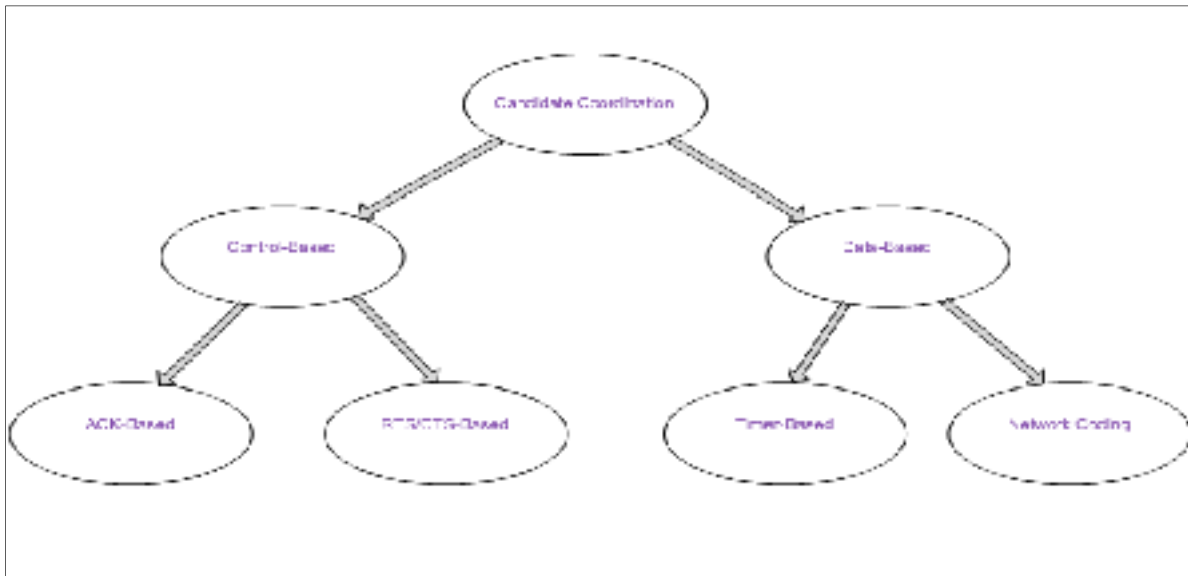 Candidate Coordination
Control-Based
Data-Based
ACK-Based
RTS/CTS-Based
Timer-Based
Network Coding